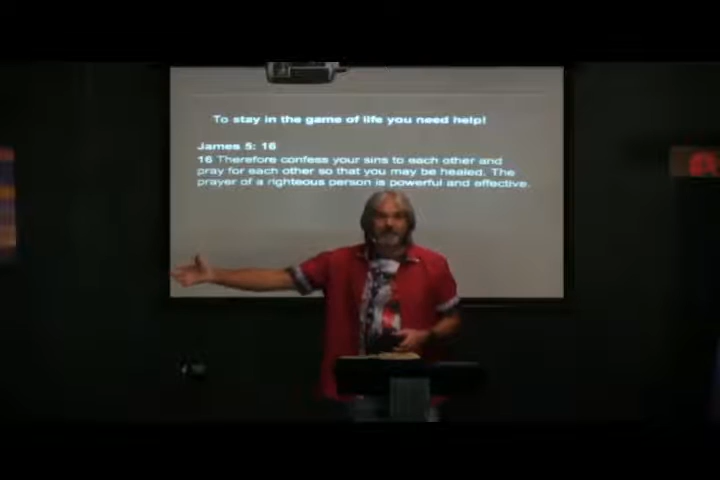 To stay in the game of life you need help!
James 5: 16
16 Therefore confess your sins to each other and
pray for each other so that you may be healed. The
prayer of a righteous person is powerful and effective.